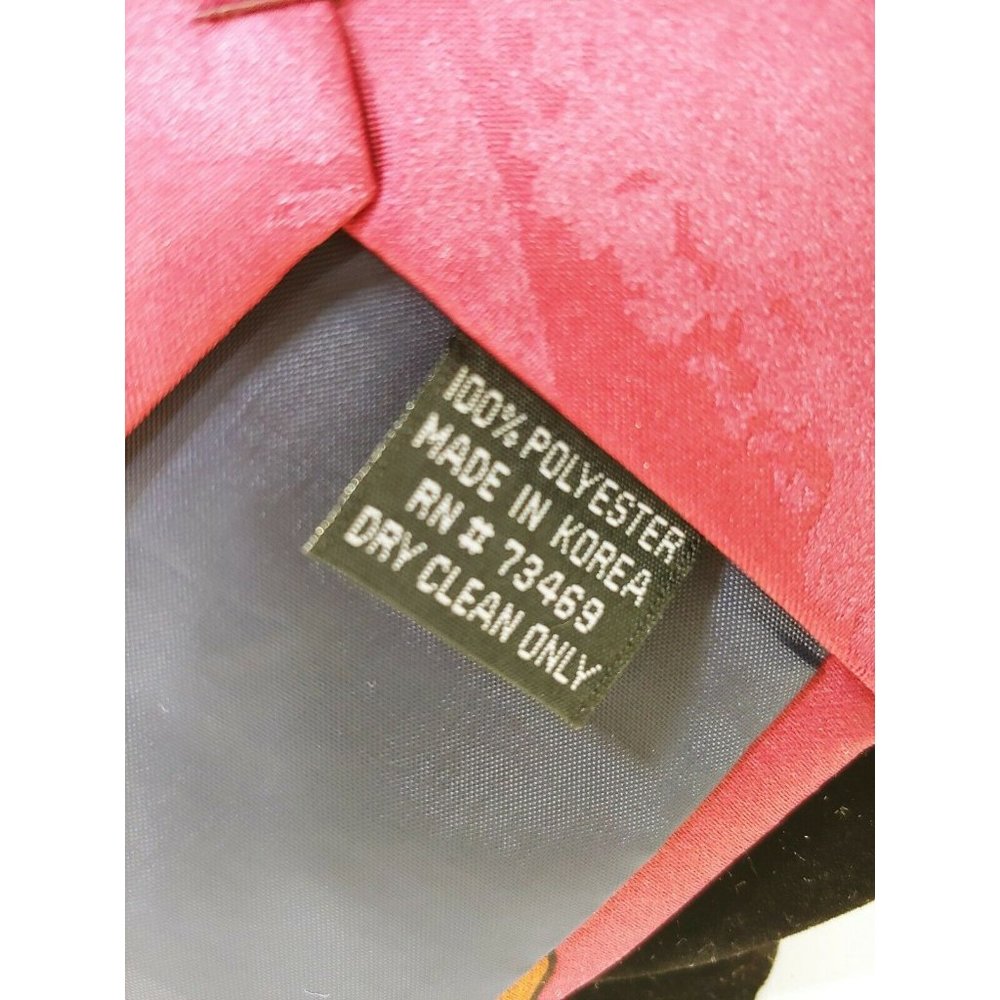 100% POLYESTER
MADE IN KOREA
RN # 73469
DRY CLEAN ONLY